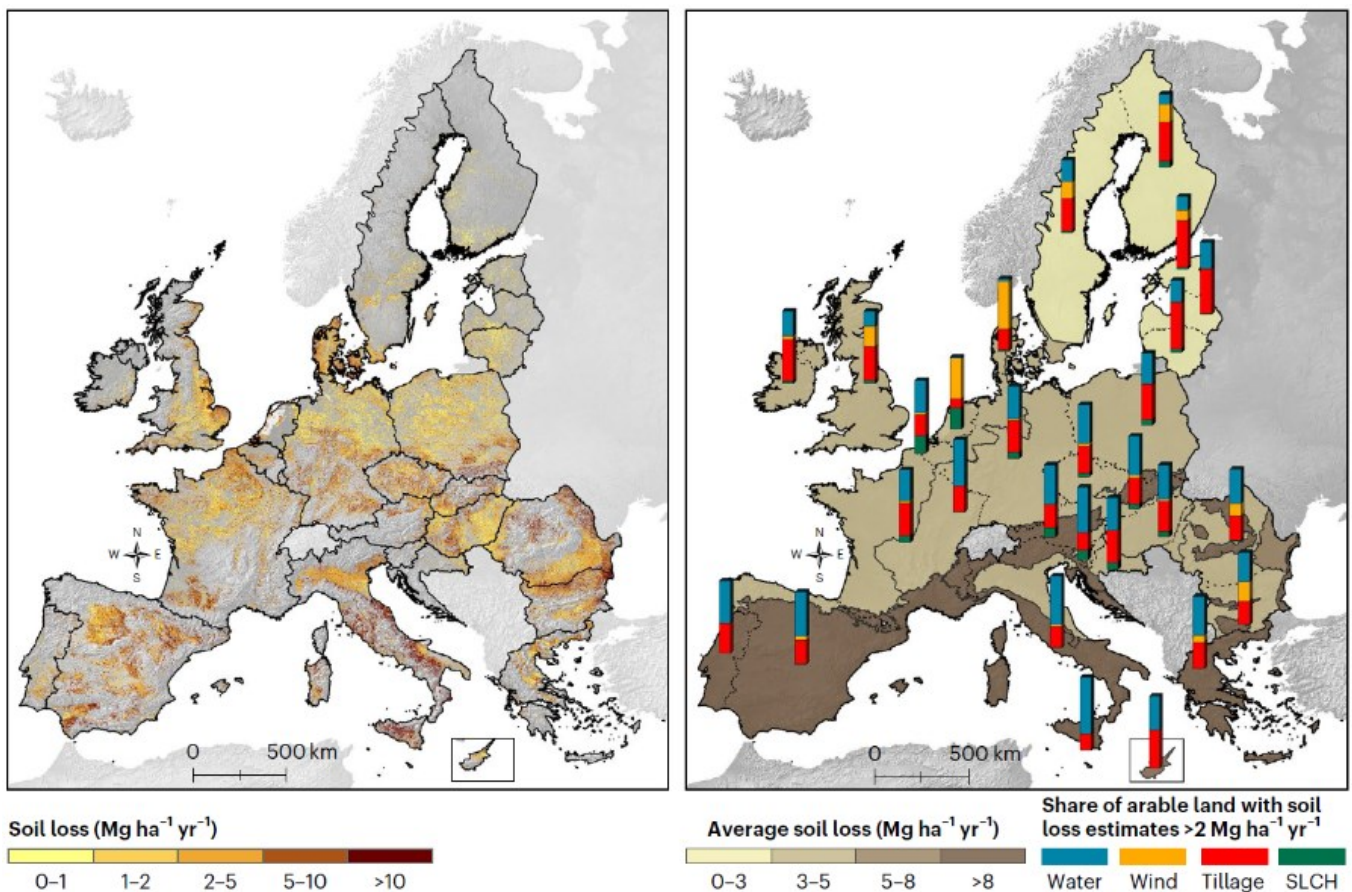 N
W E
S
0 500 km
Soil loss (Mg ha⁻¹ yr⁻¹)
0–1 1–2 2–5 5–10 >10
N
W E
S
0 500 km
Average soil loss (Mg ha⁻¹ yr⁻¹)
0–3 3–5 5–8 >8
Share of arable land with soil
loss estimates >2 Mg ha⁻¹ yr⁻¹
Water Wind Tillage SLCH